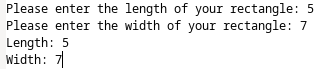 Please enter the length of your rectangle: 5
Please enter the width of your rectangle: 7
Length: 5
Width: 7